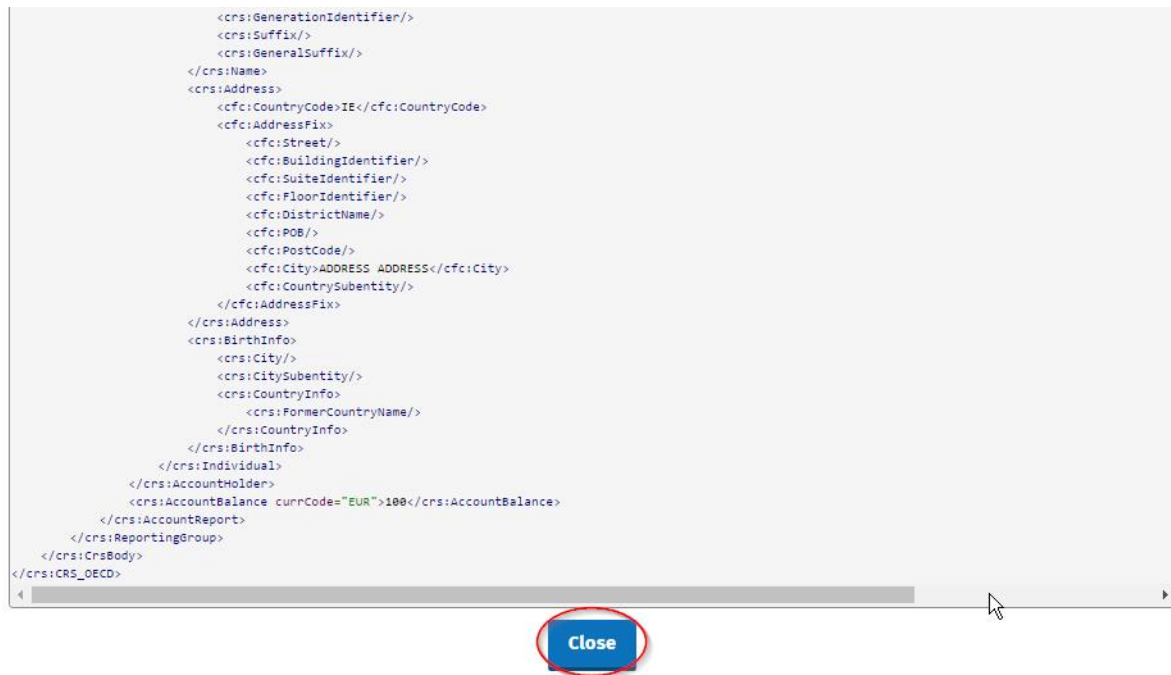 <crs:GenerationIdentifier/>
<crs:Suffix/>
<crs:GeneralSuffix/>
</crs:Name>
<crs:Address>
<cfc:CountryCode>IE</cfc:CountryCode>
<cfc:AddressFix>
<cfc:Street/>
<cfc:BuildingIdentifier/>
<cfc:SuiteIdentifier/>
<cfc:FloorIdentifier/>
<cfc:DistrictName/>
<cfc:POB/>
<cfc:PostCode/>
<cfc:City>ADDRESS ADDRESS</cfc:City>
<cfc:CountrySubentity/>
</cfc:AddressFix>
</crs:Address>
<crs:BirthInfo>
<crs:City/>
<crs:CitySubentity/>
<crs:CountryInfo>
<crs:FormerCountryName/>
</crs:CountryInfo>
</crs:BirthInfo>
</crs:Individual>
</crs:AccountHolder>
<crs:AccountBalance currCode="EUR">100</crs:AccountBalance>
</crs:AccountReport>
</crs:ReportingGroup>
</crs:CrsBody>
</crs:CRS_OECD>
Close